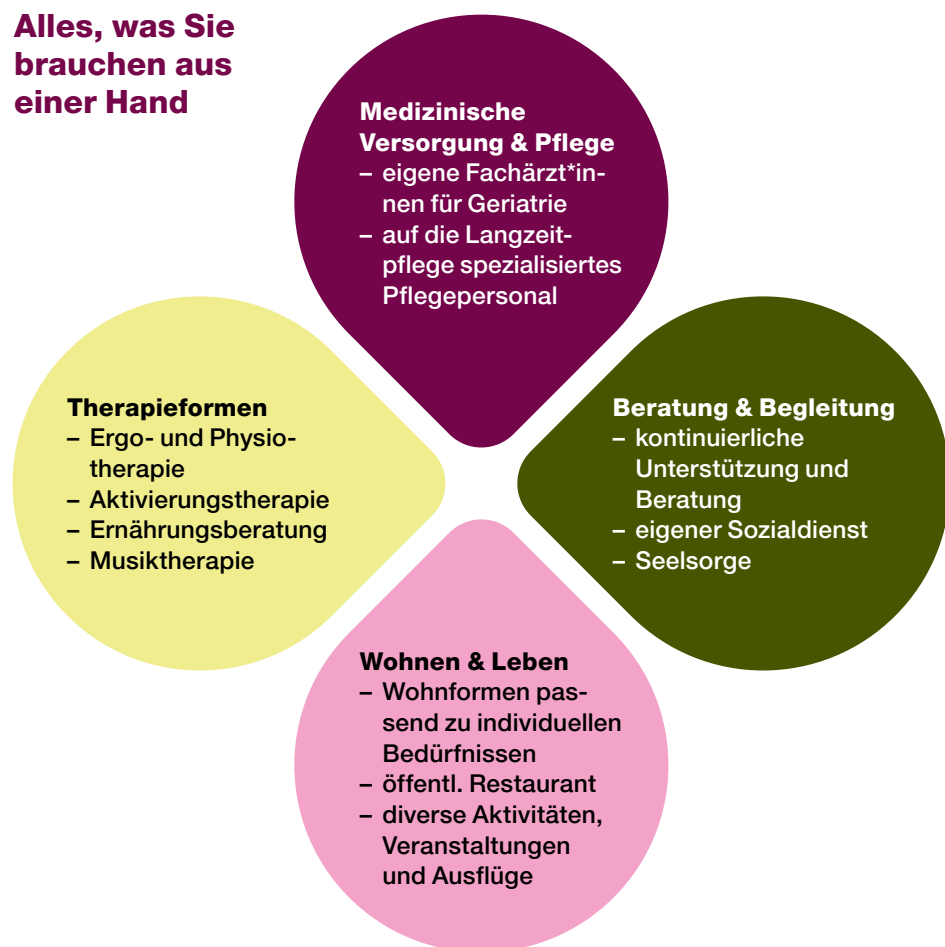 Alles, was Sie
brauchen aus
einer Hand
Medizinische
Versorgung & Pflege
– eigene Fachärzt*in-
nen für Geriatrie
– auf die Langzeit-
pflege spezialisiertes
Pflegepersonal
Therapieformen
– Ergo- und Physio-
therapie
– Aktivierungstherapie
– Ernährungsberatung
– Musiktherapie
Beratung & Begleitung
– kontinuierliche
Unterstützung und
Beratung
– eigener Sozialdienst
– Seelsorge
Wohnen & Leben
– Wohnformen pas-
send zu individuellen
Bedürfnissen
– öffentl. Restaurant
– diverse Aktivitäten,
Veranstaltungen
und Ausflüge